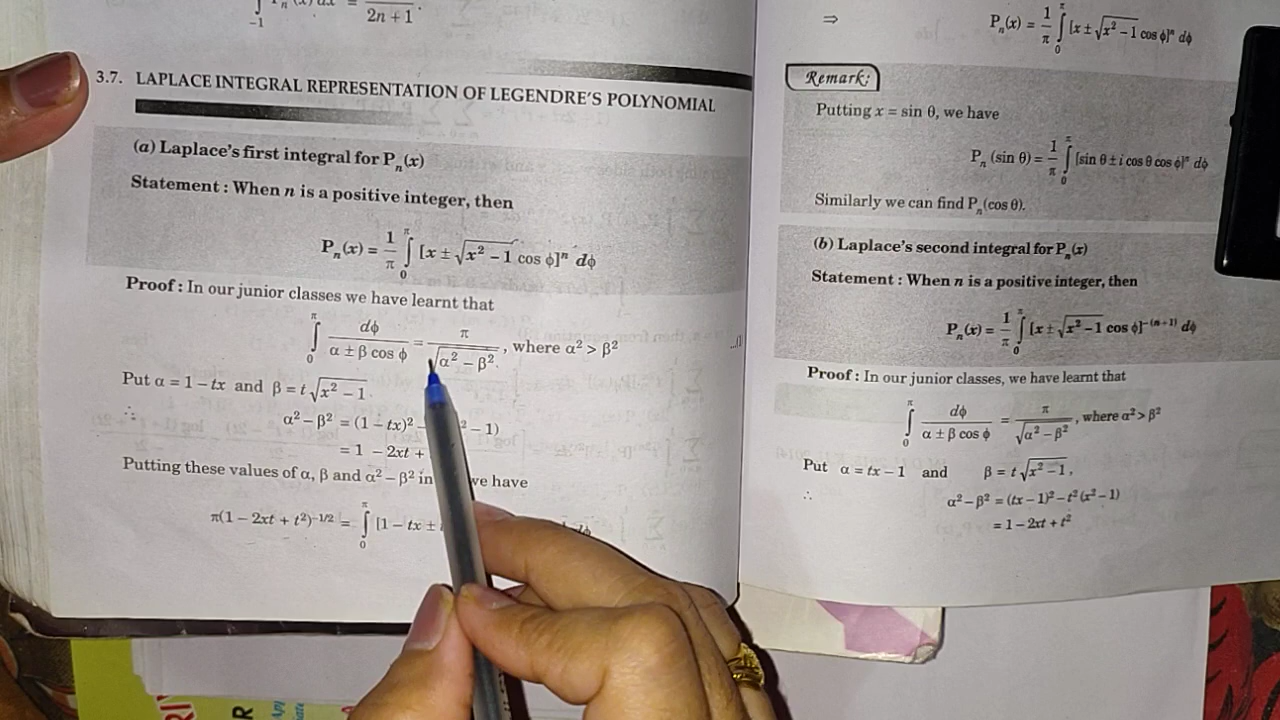 2n + 1
3.7. LAPLACE INTEGRAL REPRESENTATION OF LEGENDRE'S POLYNOMIAL
(a) Laplace's first integral for Pₙ(x)
Statement : When n is a positive integer, then
Pₙ(x) = 1/π ∫₀^π [x ± √(x² – 1) cos ϕ]ⁿ dϕ
Proof : In our junior classes we have learnt that
∫₀^π dϕ/(α ± β cos ϕ) = π/√(α² – β²), where α² > β² ...(1)
Put α = 1 – tx and β = t√(x² – 1).
∴ α² – β² = (1 – tx)² – ² – 1)
= 1 – 2xt +
Putting these values of α, β and α² – β² in we have
π(1 – 2xt + t²)^(–1/2) = ∫₀^π [1 – tx ± dϕ
⇒ Pₙ(x) = 1/π ∫₀^π [x ± √(x² – 1) cos ϕ]ⁿ dϕ
Remark:
Putting x = sin θ, we have
Pₙ (sin θ) = 1/π ∫₀^π [sin θ ± i cos θ cos ϕ]ⁿ dϕ
Similarly we can find Pₙ(cos θ).
(b) Laplace's second integral for Pₙ(x)
Statement : When n is a positive integer, then
Pₙ(x) = 1/π ∫₀^π [x ± √(x² – 1) cos ϕ]^(–(n+1)) dϕ
Proof : In our junior classes, we have learnt that
∫₀^π dϕ/(α ± β cos ϕ) = π/√(α² – β²), where α² > β²
Put α = tx – 1 and β = t√(x² – 1),
∴ α² – β² = (tx – 1)² – t² (x² – 1)
= 1 – 2xt + t²